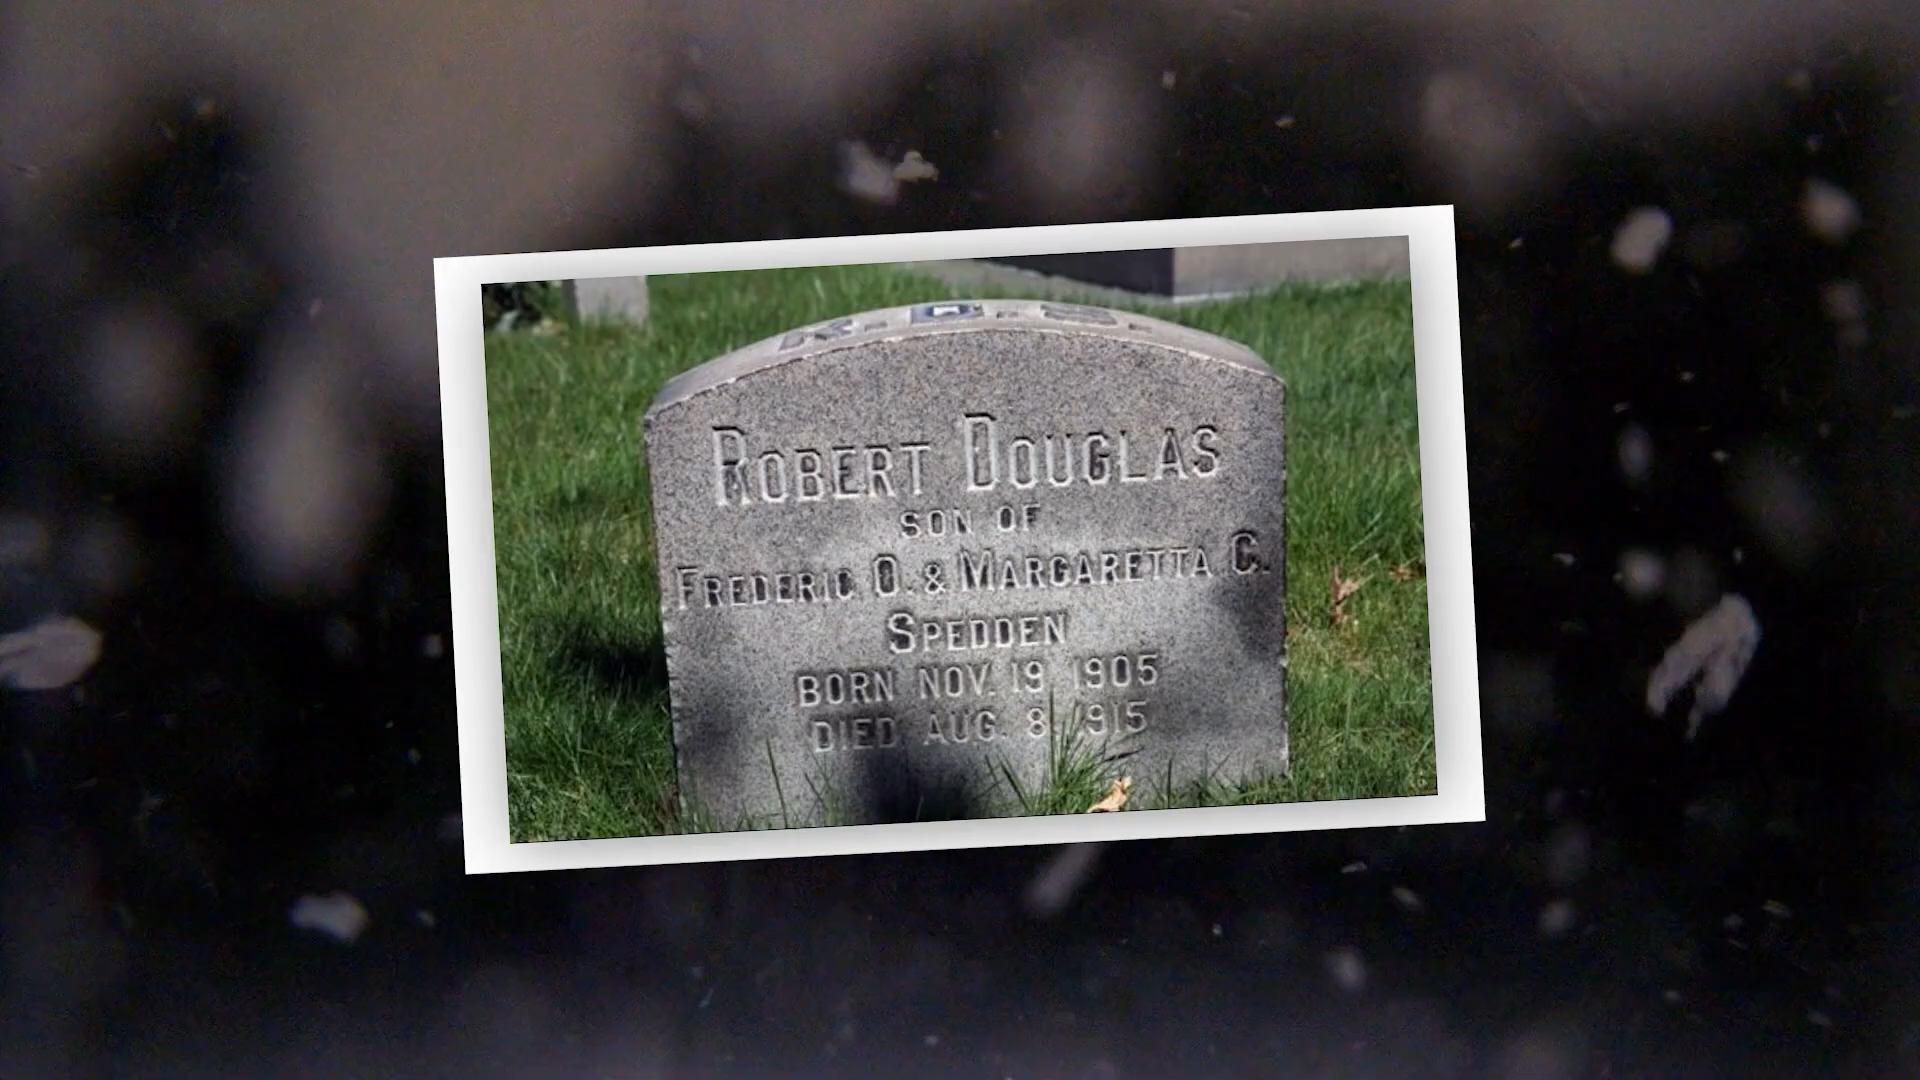 R. D. S.
ROBERT DOUGLAS
SON OF
FREDERIC O. & MARGARETTA C.
SPEDDEN
BORN NOV. 19 1905
DIED AUG. 8 1915